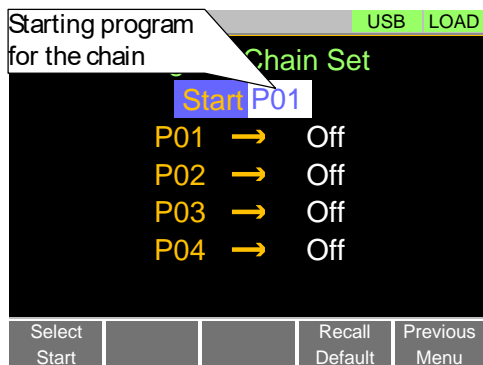 Starting program
for the chain
USB LOAD
Chain Set
Start P01
P01 → Off
P02 → Off
P03 → Off
P04 → Off
Select Start
Recall Default
Previous Menu